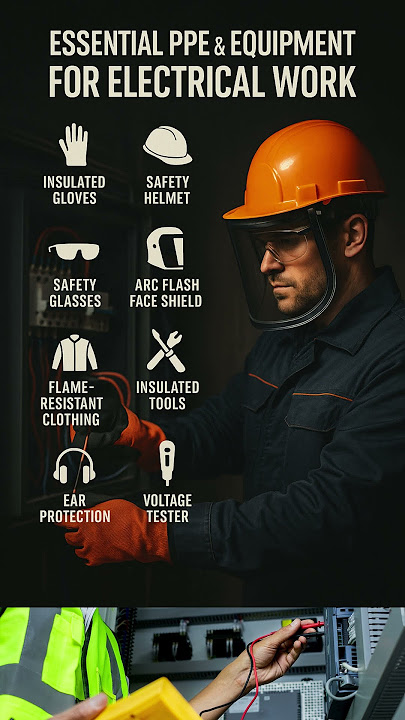 ESSENTIAL PPE & EQUIPMENT
FOR ELECTRICAL WORK
INSULATED
GLOVES
SAFETY
HELMET
SAFETY
GLASSES
ARC FLASH
FACE SHIELD
FLAME-
RESISTANT
CLOTHING
INSULATED
TOOLS
EAR
PROTECTION
VOLTAGE
TESTER